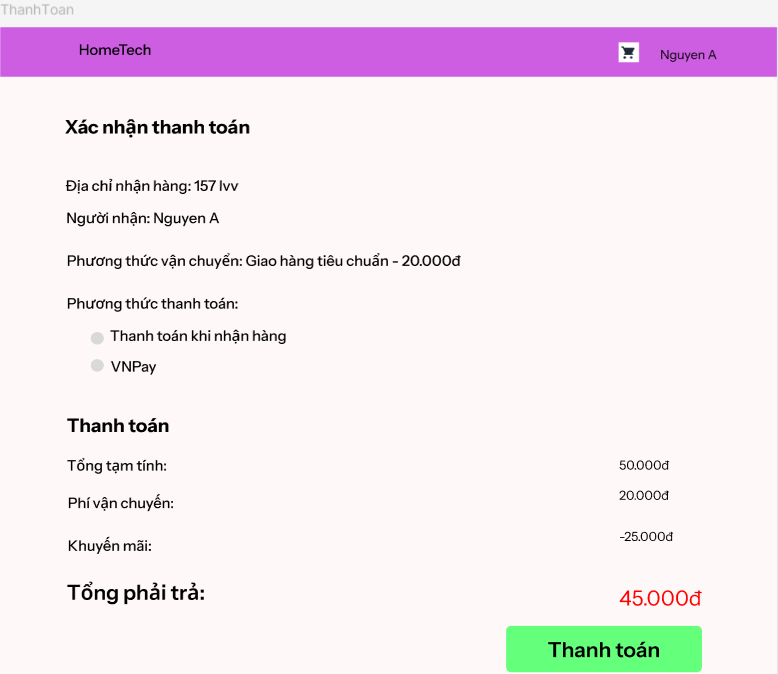 ThanhToan
HomeTech
Nguyen A
Xác nhận thanh toán
Địa chỉ nhận hàng: 157 lvv
Người nhận: Nguyen A
Phương thức vận chuyển: Giao hàng tiêu chuẩn - 20.000đ
Phương thức thanh toán:
Thanh toán khi nhận hàng
VNPay
Thanh toán
Tổng tạm tính: 50.000đ
Phí vận chuyến: 20.000đ
Khuyến mãi: -25.000đ
Tổng phải trả: 45.000đ
Thanh toán